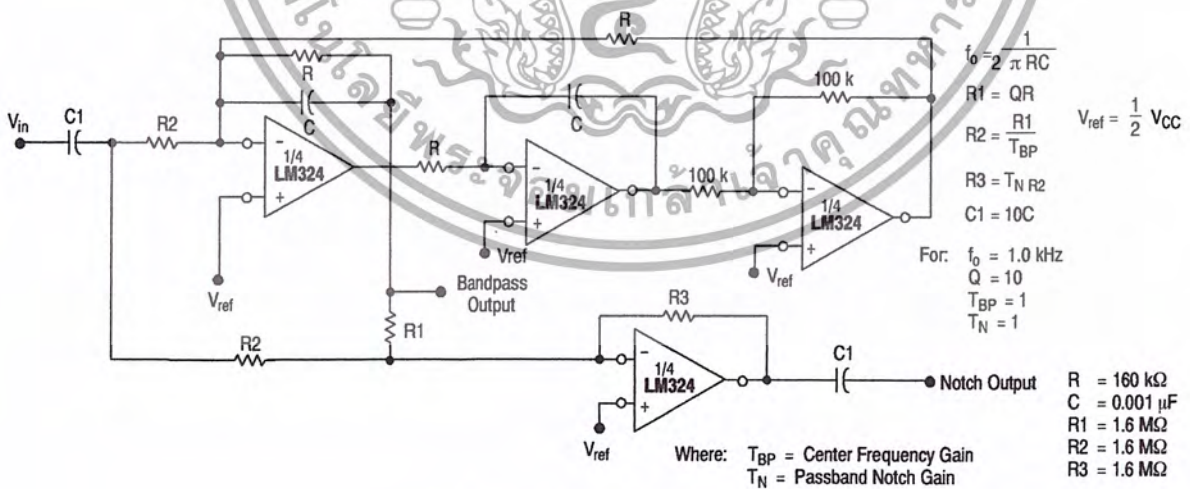 R
f₀ = 1 / 2 π RC
R
100 k
C
C
R1 = QR
V_ref = 1/2 V_CC
V_in
C1
R2
R2 = R1 / T_BP
1/4
LM324
R
1/4
LM324
100 k
1/4
LM324
R3 = T_N R2
C1 = 10C
V_ref
Vref
V_ref
For: f₀ = 1.0 kHz
Q = 10
T_BP = 1
T_N = 1
Bandpass
Output
R1
R3
R2
1/4
LM324
C1
Notch Output
V_ref
R = 160 kΩ
C = 0.001 μF
R1 = 1.6 MΩ
R2 = 1.6 MΩ
R3 = 1.6 MΩ
Where: T_BP = Center Frequency Gain
T_N = Passband Notch Gain